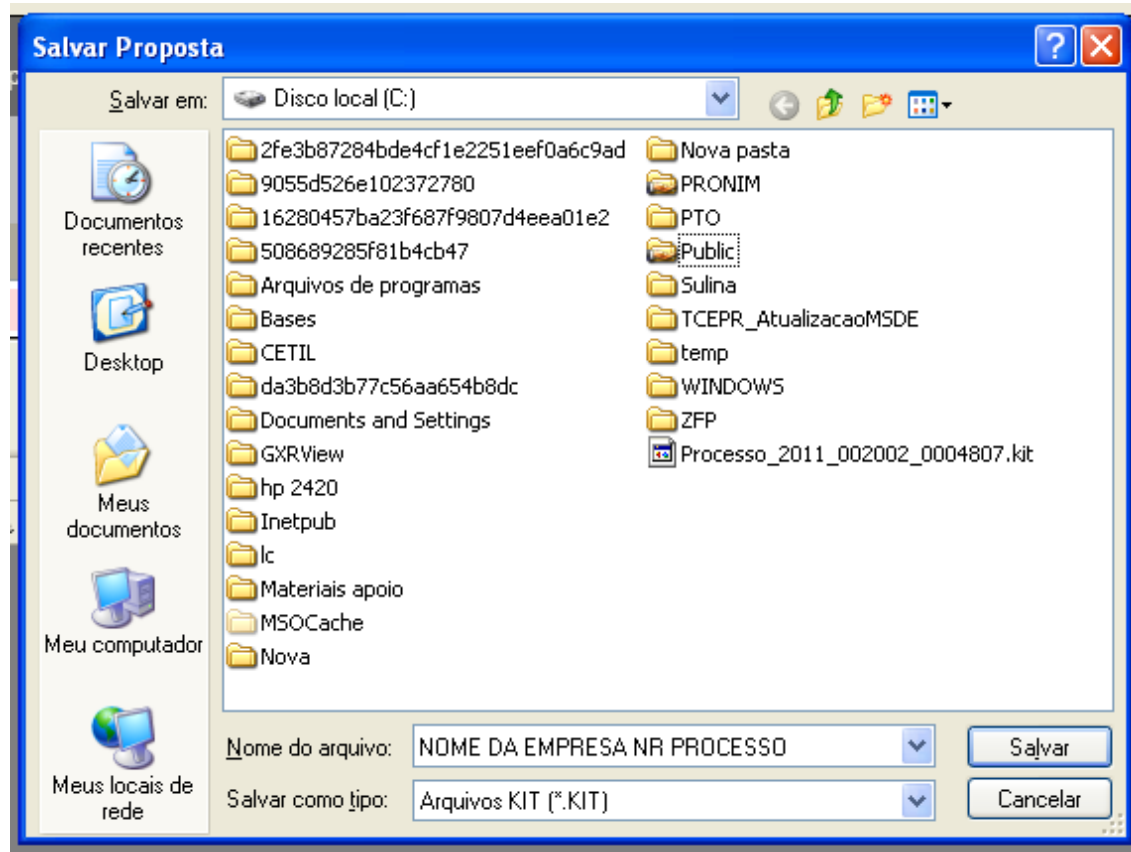 Salvar Proposta
Salvar em:
Disco local (C:)
Documentos
recentes
Desktop
Meus
documentos
Meu computador
Meus locais de
rede
2fe3b87284bde4cf1e2251eef0a6c9ad
9055d526e102372780
16280457ba23f687f9807d4eea01e2
508689285f81b4cb47
Arquivos de programas
Bases
CETIL
da3b8d3b77c56aa654b8dc
Documents and Settings
GXRView
hp 2420
Inetpub
lc
Materiais apoio
MSOCache
Nova
Nova pasta
PRONIM
PTO
Public
Sulina
TCEPR_AtualizacaoMSDE
temp
WINDOWS
ZFP
Processo_2011_002002_0004807.kit
Nome do arquivo:
NOME DA EMPRESA NR PROCESSO
Salvar
Salvar como tipo:
Arquivos KIT (*.KIT)
Cancelar